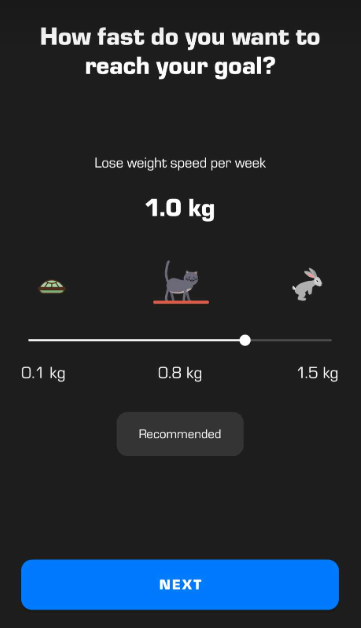 How fast do you want to
reach your goal?
Lose weight speed per week
1.0 kg
0.1 kg
0.8 kg
1.5 kg
Recommended
NEXT